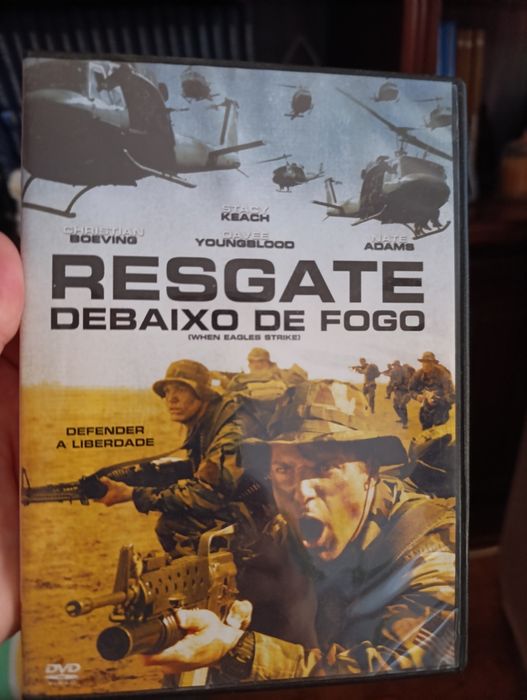 STACY
KEACH
CHRISTIAN
BOEVING
DAVEE
YOUNGBLOOD
NATE
ADAMS
RESGATE
DEBAIXO DE FOGO
(WHEN EAGLES STRIKE)
DEFENDER
A LIBERDADE
DVD